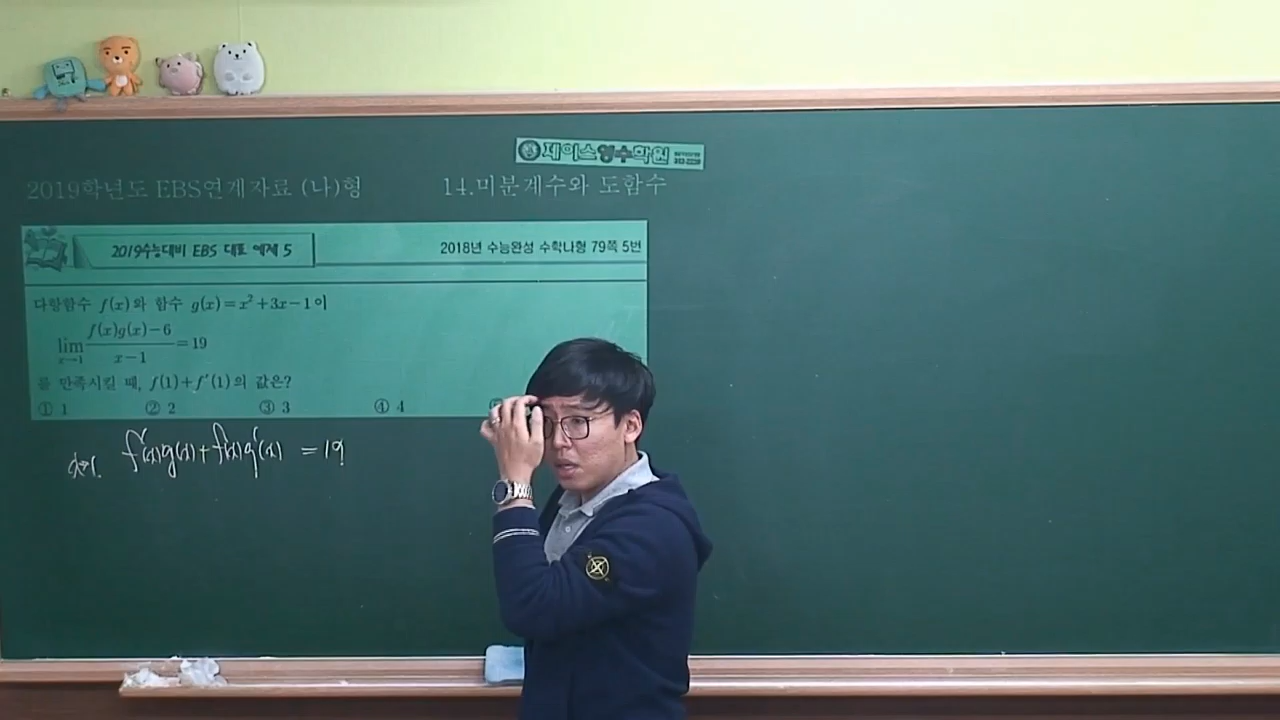 제이스영수학원
2019학년도 EBS연계자료 (나)형 14.미분계수와 도함수
2019수능대비 EBS 대표 예제 5 2018년 수능완성 수학나형 79쪽 5번
다항함수 f(x)와 함수 g(x)=x²+3x-1이
lim x→1 f(x)g(x)-6 / x-1 =19
를 만족시킬 때, f(1)+f′(1)의 값은?
① 1 ② 2 ③ 3 ④ 4
f′(x)g(x)+f(x)g′(x) =19